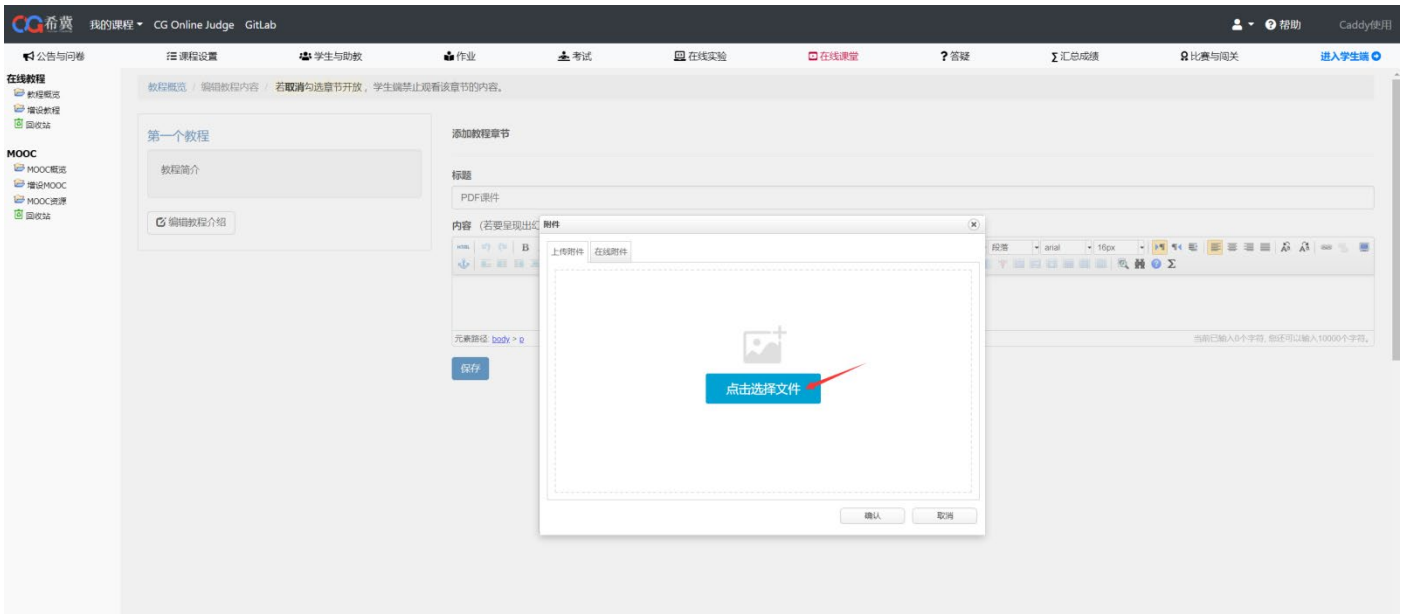 CG希冀 我的课程 CG Online Judge GitLab 帮助 Caddy使用
公告与问卷 课程设置 学生与助教 作业 考试 在线实验 在线课堂 ?答疑 ∑汇总成绩 比赛与闯关 进入学生端
在线教程
教程概览
增设教程
回收站
MOOC
MOOC概览
增设MOOC
MOOC资源
回收站
教程概览 / 编辑教程内容 / 若取消勾选章节开放，学生端禁止观看该章节的内容。
第一个教程
教程简介
编辑教程介绍
添加教程章节
标题
PDF课件
内容（若要呈现出幻
HTML B 段落 arial 16px
Σ
元素路径: body > p
当前已输入0个字符, 您还可以输入10000个字符。
保存
附件
上传附件 在线附件
点击选择文件
确认 取消